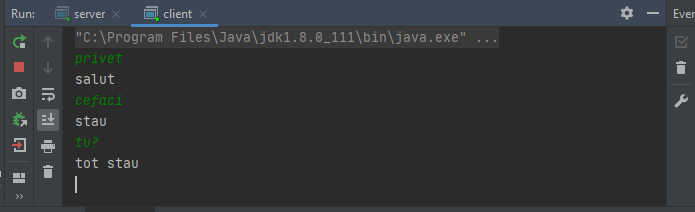 Run: server × client × Even
"C:\Program Files\Java\jdk1.8.0_111\bin\java.exe" ...
privet
salut
cefaci
stau
tu?
tot stau